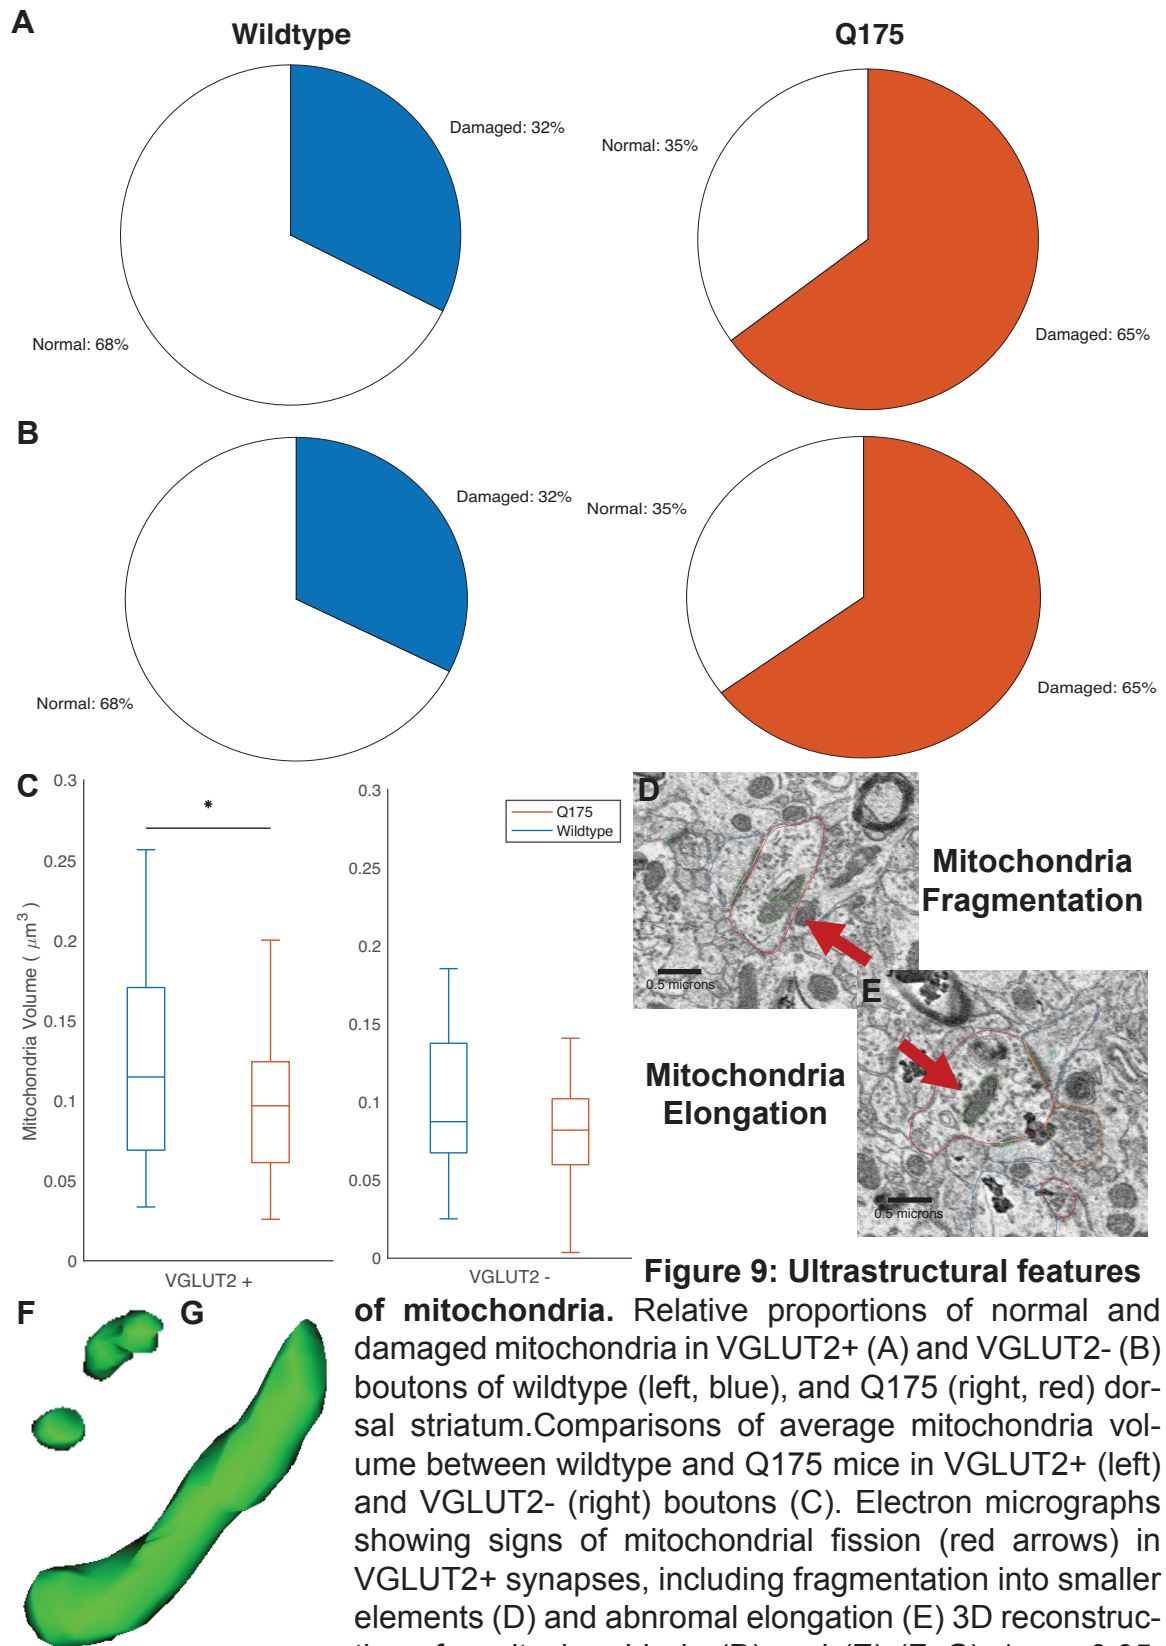 A
Wildtype
Q175
Damaged: 32%
Normal: 68%
Normal: 35%
Damaged: 65%
B
Damaged: 32%
Normal: 68%
Normal: 35%
Damaged: 65%
C
Mitochondria Volume ( μm³ )
0.3
0.25
0.2
0.15
0.1
0.05
0
*
VGLUT2 +
0.3
0.25
0.2
0.15
0.1
0.05
0
Q175
Wildtype
VGLUT2 -
D
0.5 microns
Mitochondria
Fragmentation
E
0.5 microns
Mitochondria
Elongation
F
G
Figure 9: Ultrastructural features
of mitochondria. Relative proportions of normal and
damaged mitochondria in VGLUT2+ (A) and VGLUT2- (B)
boutons of wildtype (left, blue), and Q175 (right, red) dor-
sal striatum.Comparisons of average mitochondria vol-
ume between wildtype and Q175 mice in VGLUT2+ (left)
and VGLUT2- (right) boutons (C). Electron micrographs
showing signs of mitochondrial fission (red arrows) in
VGLUT2+ synapses, including fragmentation into smaller
elements (D) and abnromal elongation (E) 3D reconstruc-